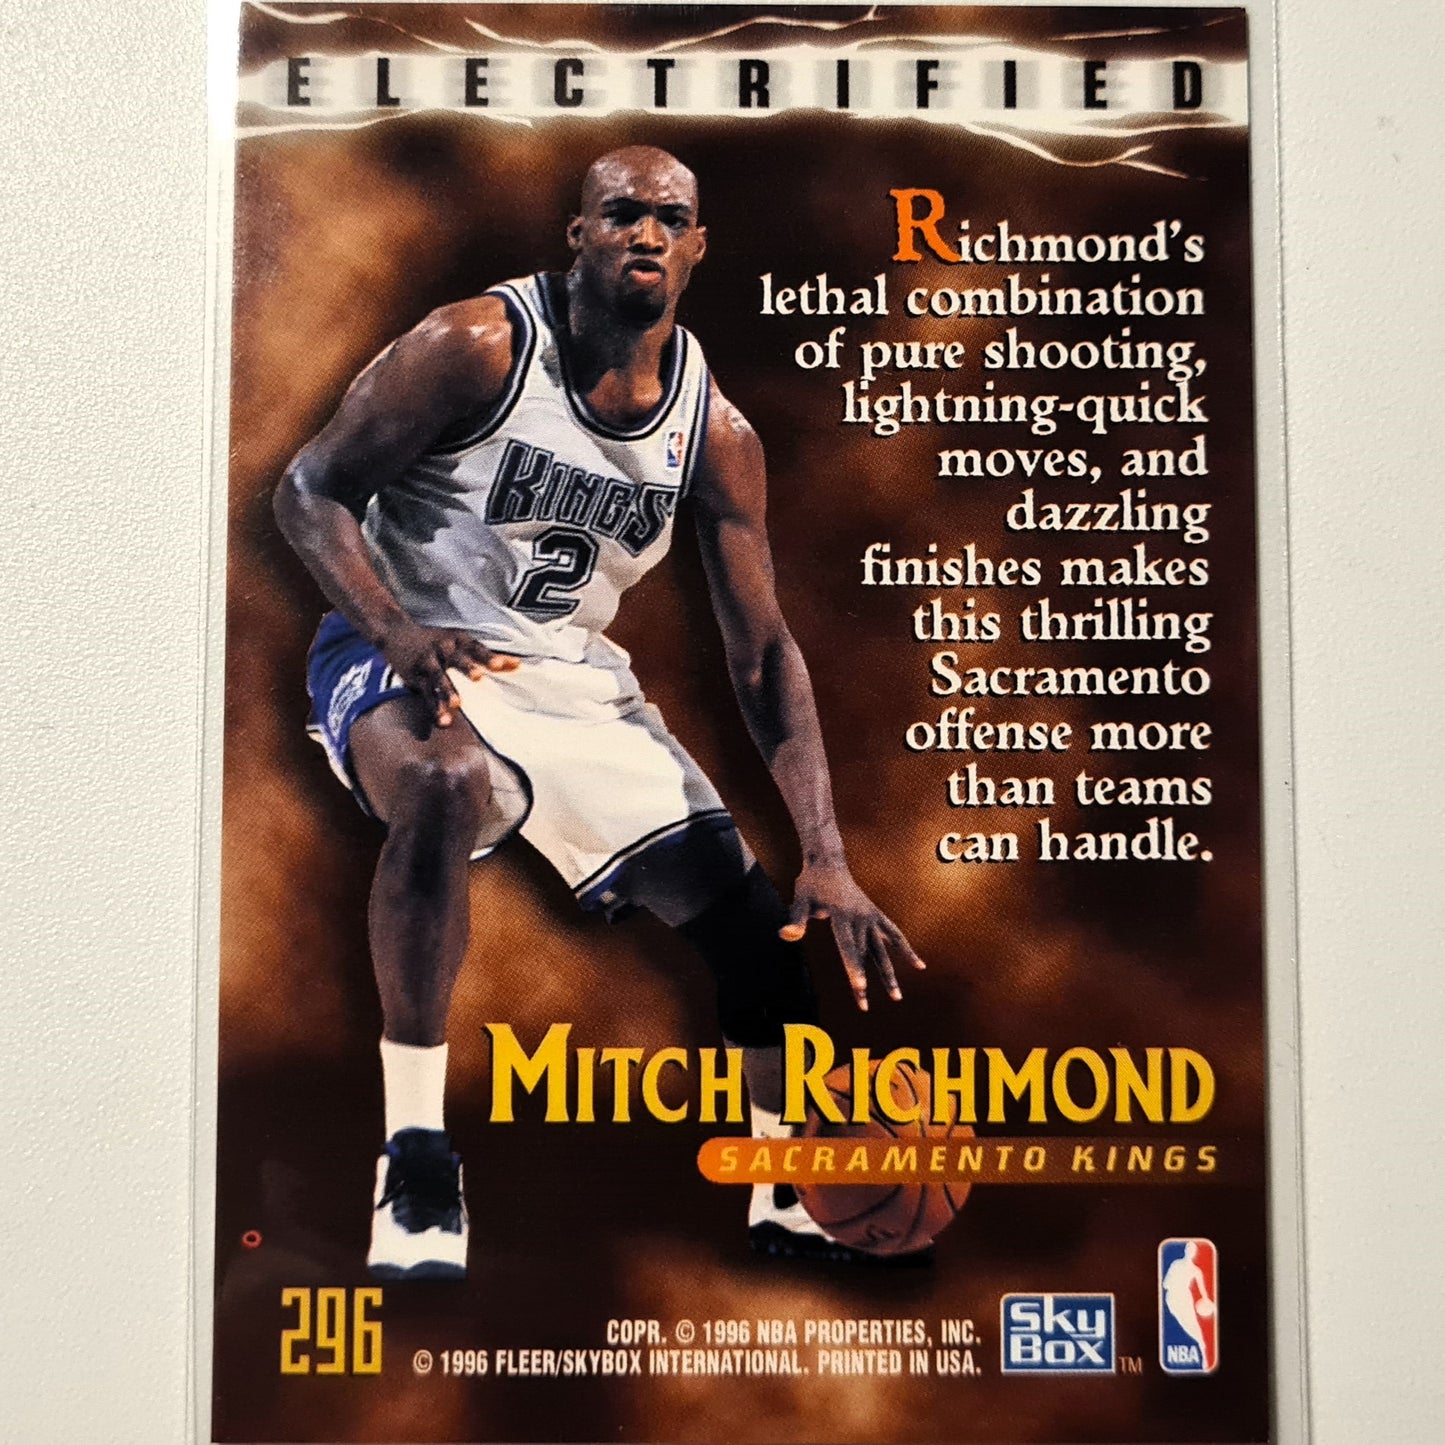 ELECTRIFIED
Richmond's
lethal combination
of pure shooting,
lightning-quick
moves, and
dazzling
finishes makes
this thrilling
Sacramento
offense more
than teams
can handle.
KINGS
2
MITCH RICHMOND
SACRAMENTO KINGS
296
COPR. © 1996 NBA PROPERTIES, INC.
© 1996 FLEER/SKYBOX INTERNATIONAL. PRINTED IN USA.
SkyBox TM
NBA